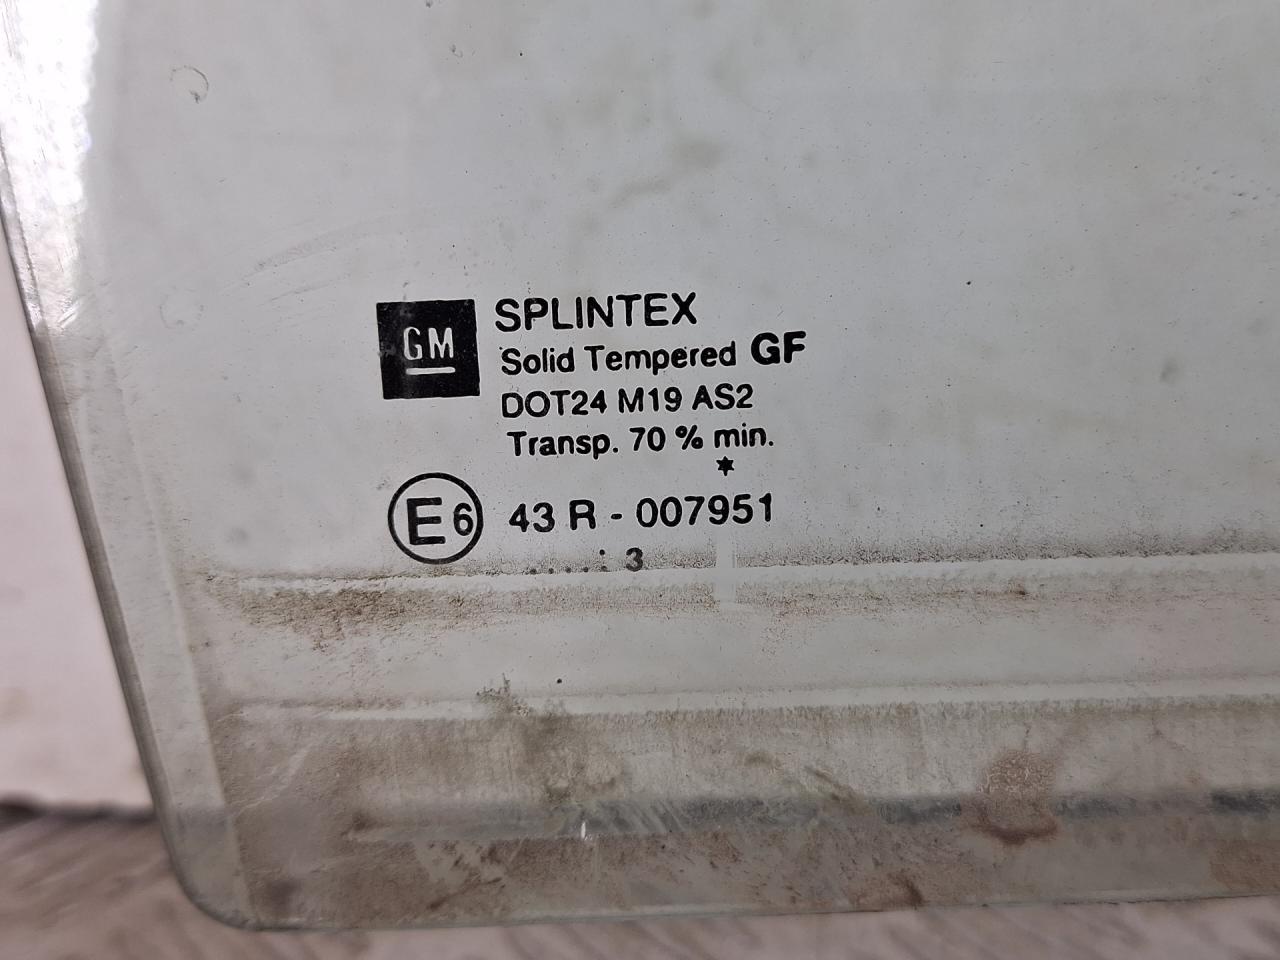 GM
SPLINTEX
Solid Tempered GF
DOT24 M19 AS2
Transp. 70 % min.
*
E6 43 R - 007951
.....: 3